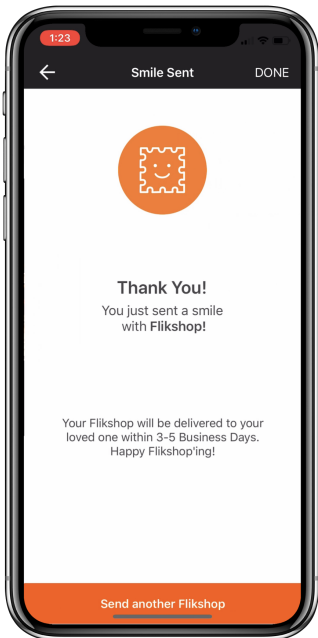 1:23
Smile Sent
DONE
Thank You!
You just sent a smile
with Flikshop!
Your Flikshop will be delivered to your
loved one within 3-5 Business Days.
Happy Flikshop'ing!
Send another Flikshop